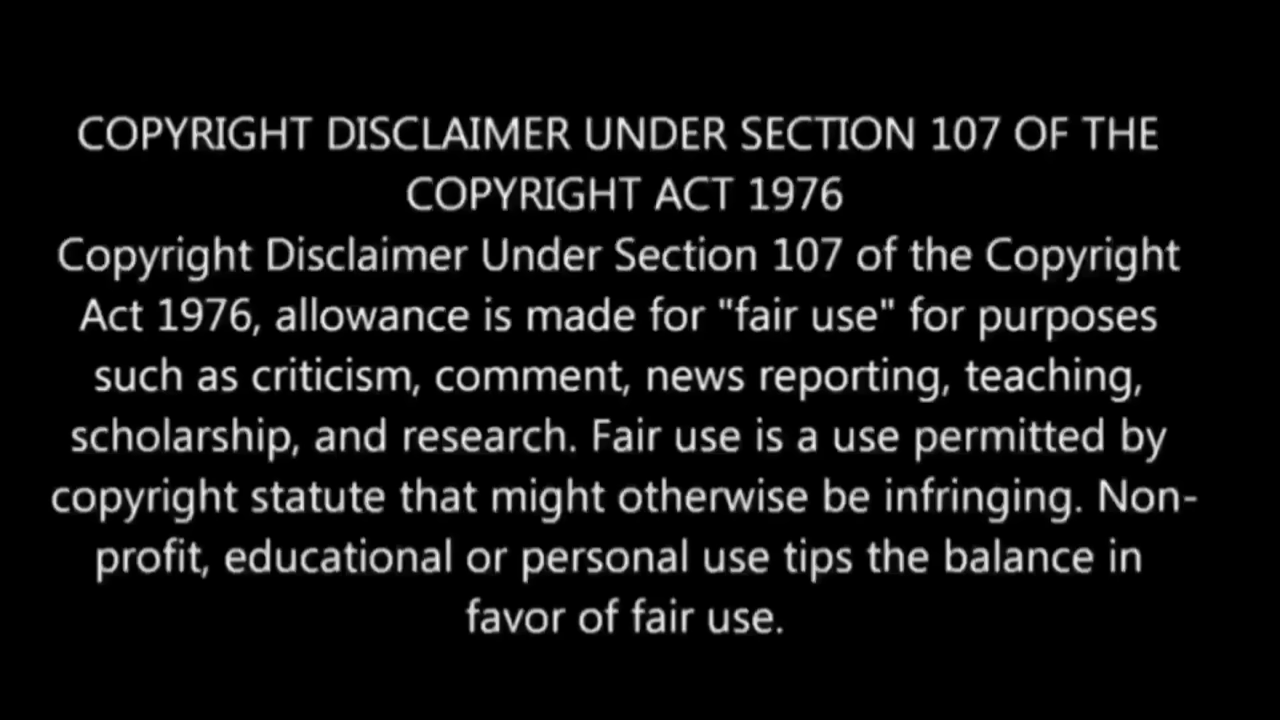 COPYRIGHT DISCLAIMER UNDER SECTION 107 OF THE
COPYRIGHT ACT 1976
Copyright Disclaimer Under Section 107 of the Copyright
Act 1976, allowance is made for "fair use" for purposes
such as criticism, comment, news reporting, teaching,
scholarship, and research. Fair use is a use permitted by
copyright statute that might otherwise be infringing. Non-
profit, educational or personal use tips the balance in
favor of fair use.